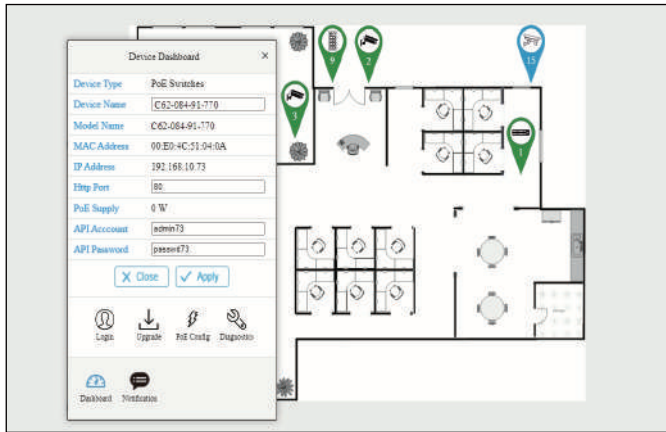 Device Dashboard ×
Device Type PoE Switches
Device Name C62-084-91-770
Model Name C62-084-91-770
MAC Address 00:E0:4C:51:04:0A
IP Address 192.168.10.73
Http Port 80
PoE Supply 0 W
API Acccount admin73
API Password passwd73
X Close ✓ Apply
Login Upgrade PoE Config Diagnostics
Dashboard Notification
9 2 15
3
1